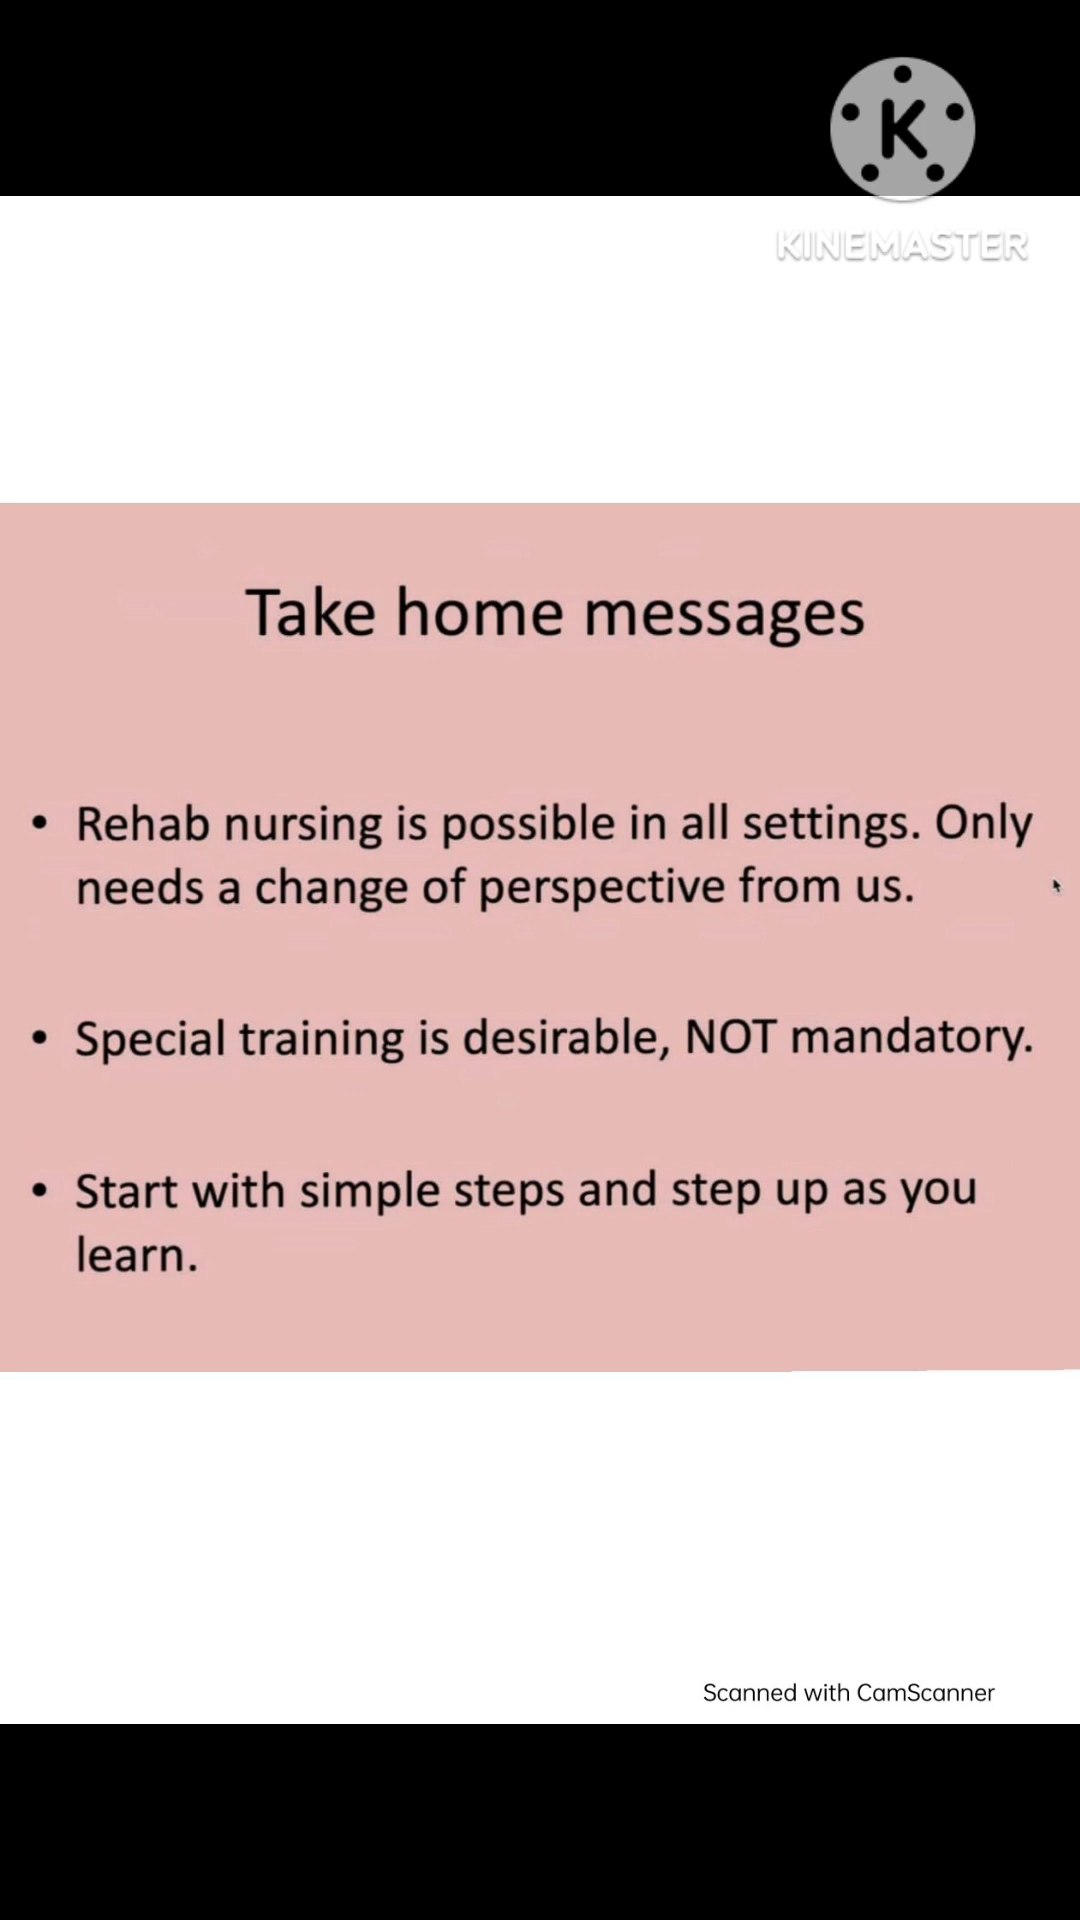 K
KINEMASTER
Take home messages
• Rehab nursing is possible in all settings. Only
needs a change of perspective from us.
• Special training is desirable, NOT mandatory.
• Start with simple steps and step up as you
learn.
Scanned with CamScanner